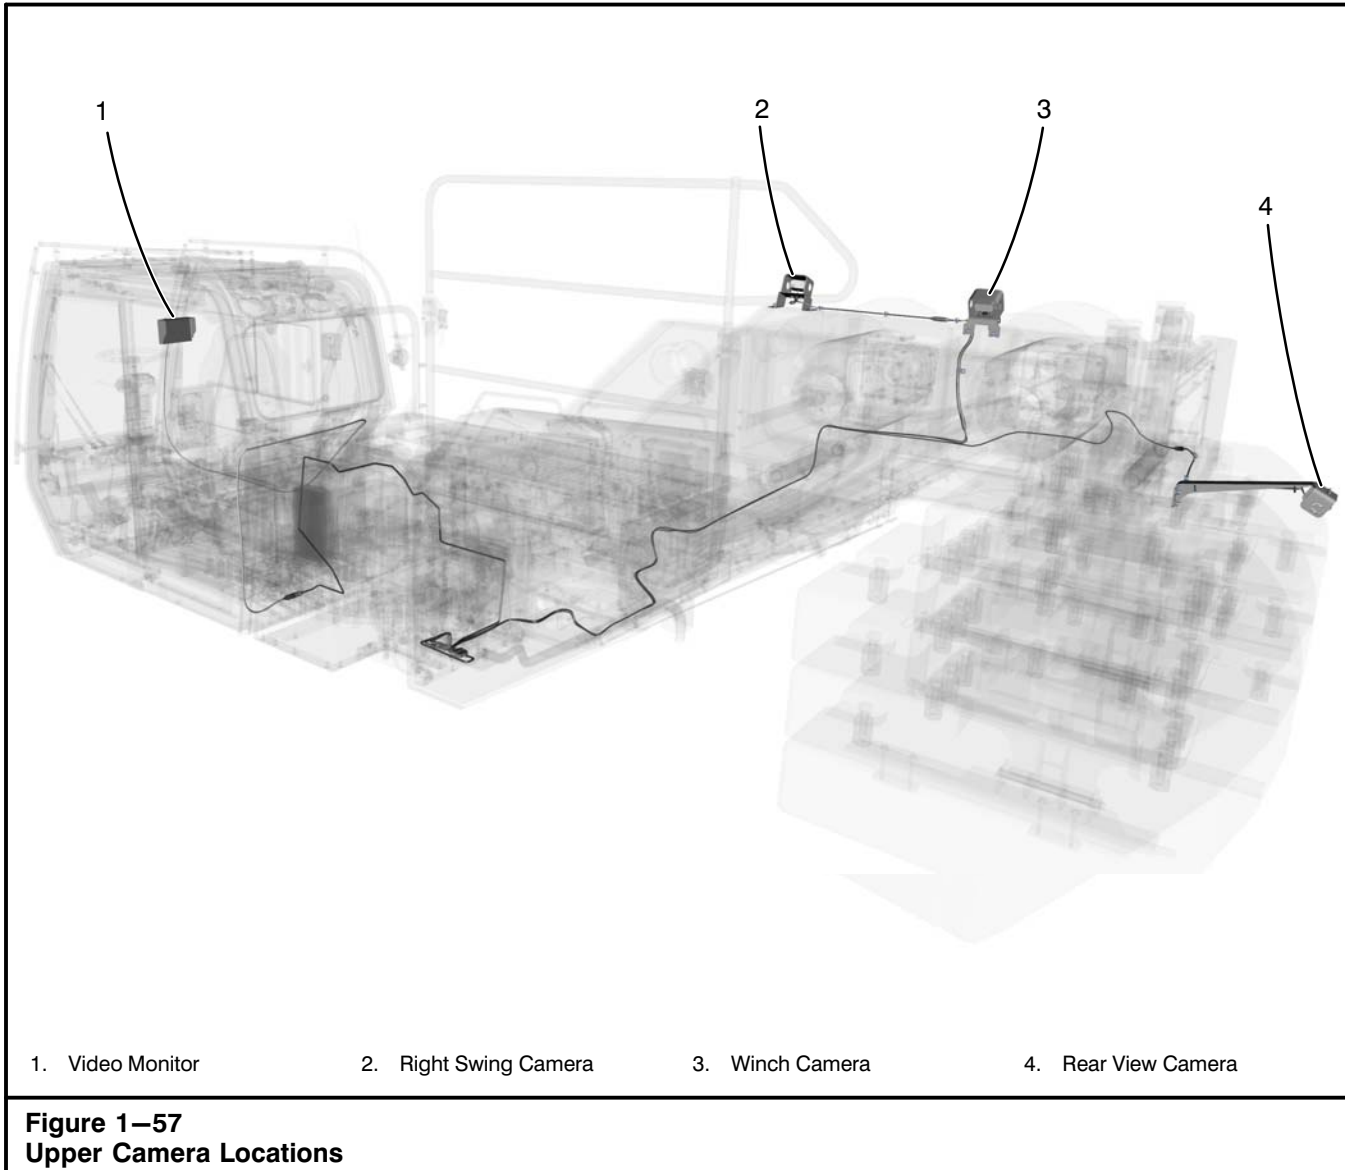 1
2
3
4
1. Video Monitor 2. Right Swing Camera 3. Winch Camera 4. Rear View Camera
Figure 1—57
Upper Camera Locations